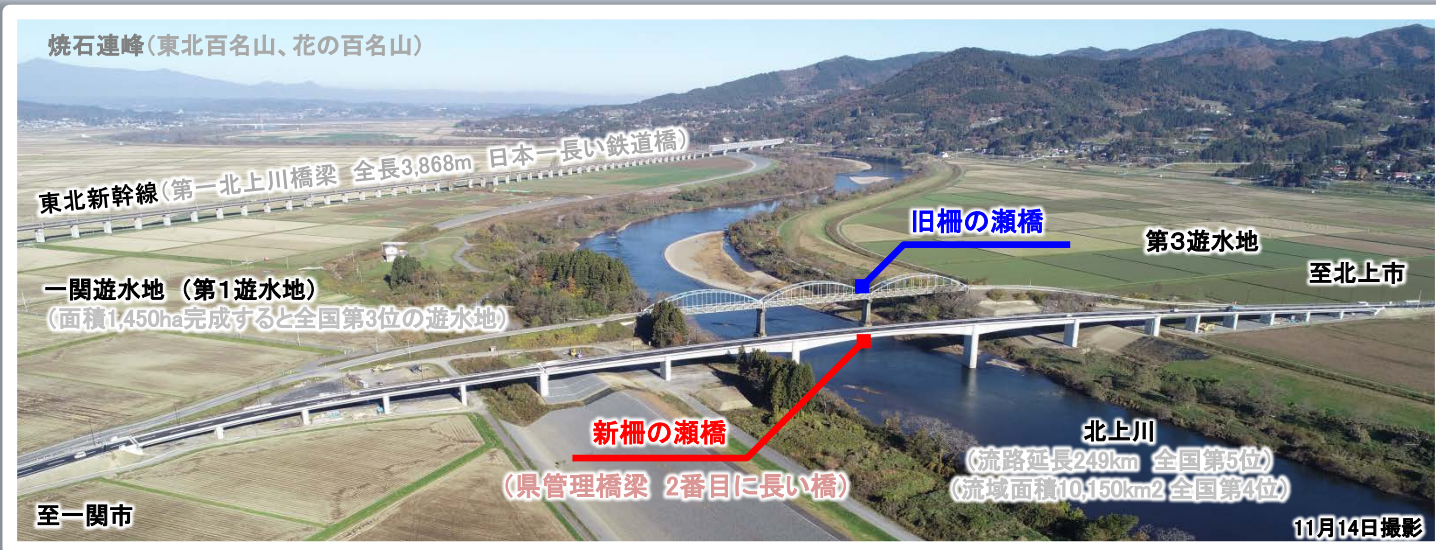 焼石連峰(東北百名山、花の百名山)
東北新幹線(第一北上川橋梁 全長3,868m 日本一長い鉄道橋)
旧柵の瀬橋
第3遊水地
至北上市
一関遊水地 (第1遊水地)
(面積1,450ha完成すると全国第3位の遊水地)
新柵の瀬橋
(県管理橋梁 2番目に長い橋)
北上川
(流路延長249km 全国第5位)
(流域面積10,150km2 全国第4位)
至一関市
11月14日撮影